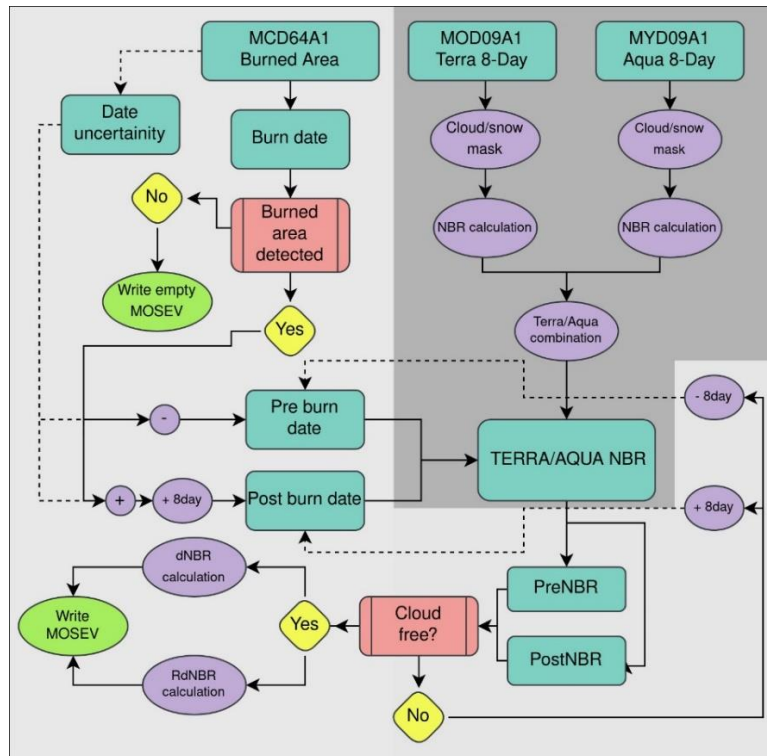 MCD64A1
Burned Area
MOD09A1
Terra 8-Day
MYD09A1
Aqua 8-Day
Date
uncertainity
Burn date
Cloud/snow
mask
Cloud/snow
mask
No
Burned
area
detected
NBR calculation
NBR calculation
Write empty
MOSEV
Yes
Terra/Aqua
combination
-
Pre burn
date
- 8day
TERRA/AQUA NBR
+
+ 8day
Post burn date
+ 8day
dNBR
calculation
PreNBR
Write
MOSEV
Yes
Cloud
free?
PostNBR
RdNBR
calculation
No